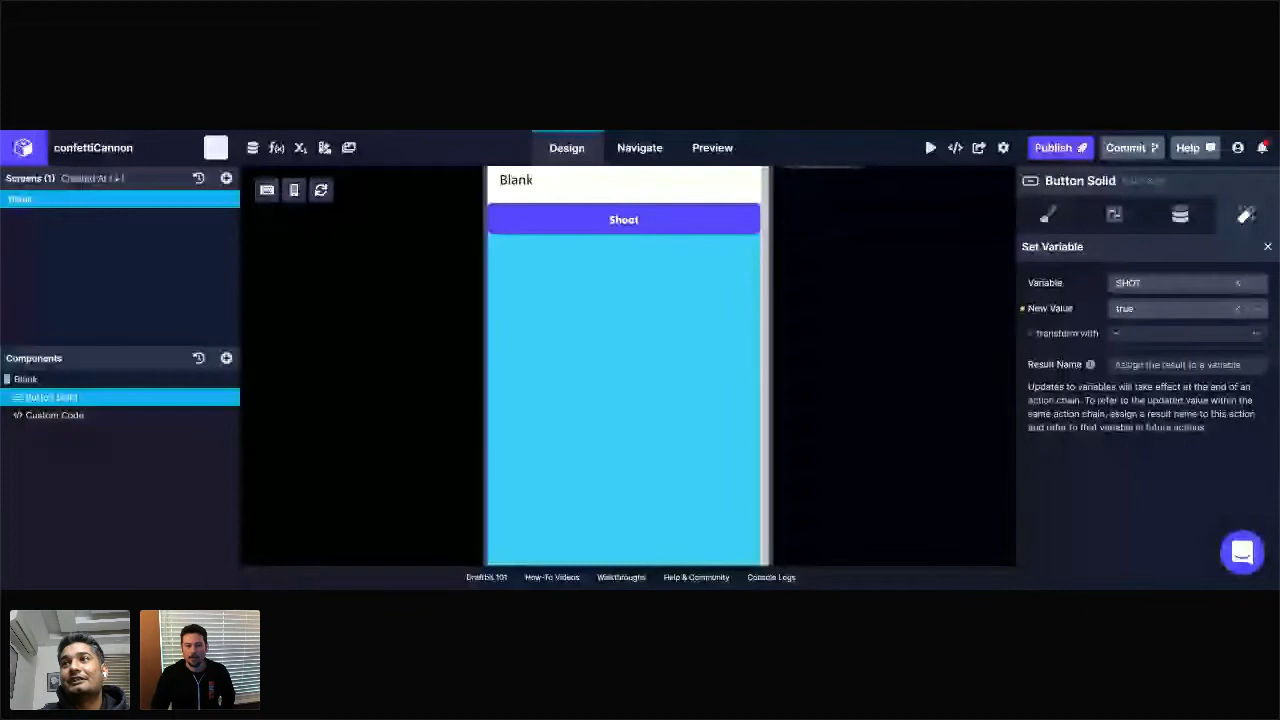 confettiCannon
f(x)
Design
Navigate
Preview
Publish
Commit
Help
Screens (1)
Blank
Components
Blank
Button Solid
Custom Code
Blank
Shoot
Button Solid
Set Variable
Variable
SHOT
New Value
true
transform with
Result Name
Assign the result to a variable
Updates to variables will take effect at the end of an
action chain. To refer to the updated value within the
same action chain, assign a result name to this action
and refer to that variable in future actions
Draftbit 101
How-To Videos
Walkthroughs
Help & Community
Console Logs